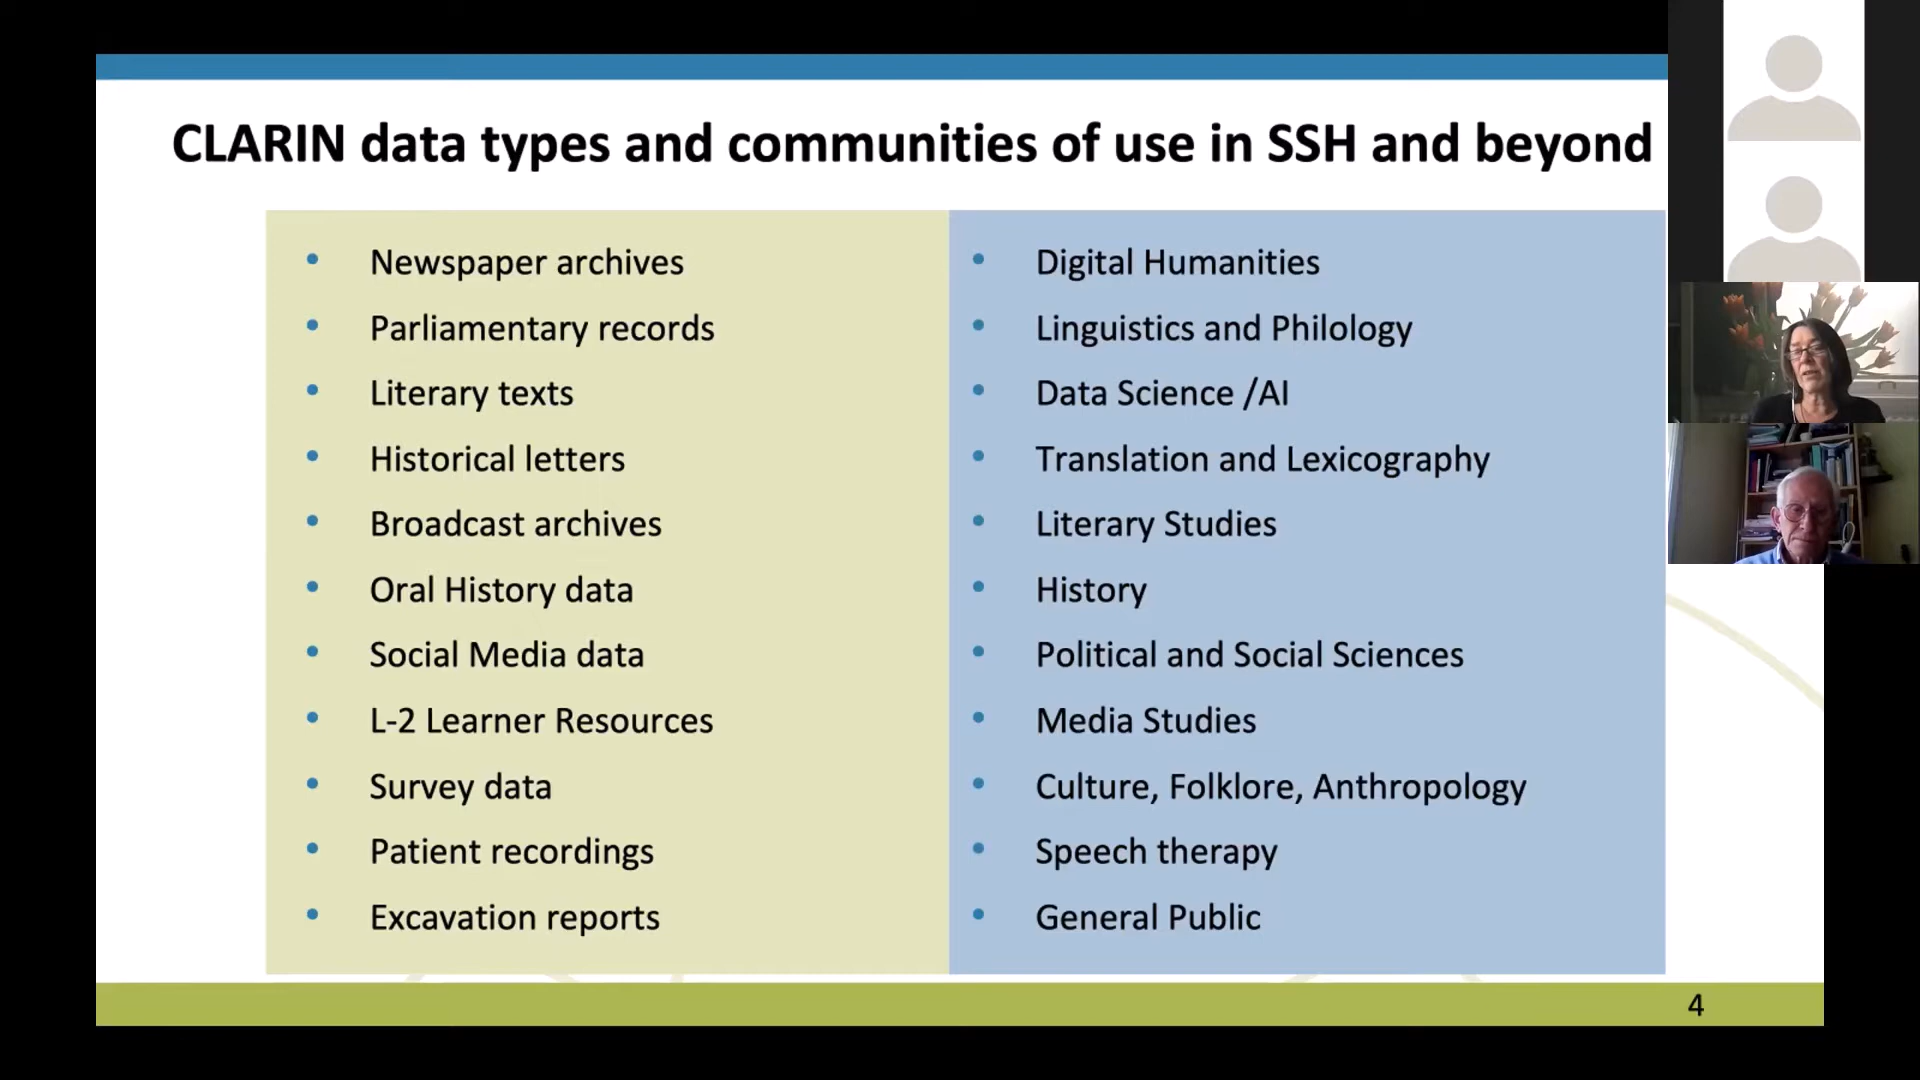 CLARIN data types and communities of use in SSH and beyond
• Newspaper archives
• Parliamentary records
• Literary texts
• Historical letters
• Broadcast archives
• Oral History data
• Social Media data
• L-2 Learner Resources
• Survey data
• Patient recordings
• Excavation reports
• Digital Humanities
• Linguistics and Philology
• Data Science /AI
• Translation and Lexicography
• Literary Studies
• History
• Political and Social Sciences
• Media Studies
• Culture, Folklore, Anthropology
• Speech therapy
• General Public
4